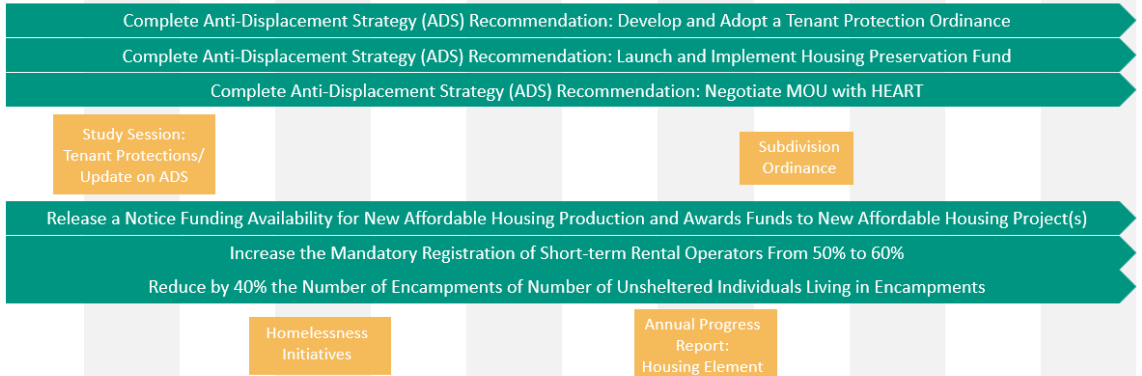 Complete Anti-Displacement Strategy (ADS) Recommendation: Develop and Adopt a Tenant Protection Ordinance
Complete Anti-Displacement Strategy (ADS) Recommendation: Launch and Implement Housing Preservation Fund
Complete Anti-Displacement Strategy (ADS) Recommendation: Negotiate MOU with HEART
Study Session:
Tenant Protections/
Update on ADS
Subdivision
Ordinance
Release a Notice Funding Availability for New Affordable Housing Production and Awards Funds to New Affordable Housing Project(s)
Increase the Mandatory Registration of Short-term Rental Operators From 50% to 60%
Reduce by 40% the Number of Encampments of Number of Unsheltered Individuals Living in Encampments
Homelessness
Initiatives
Annual Progress
Report:
Housing Element